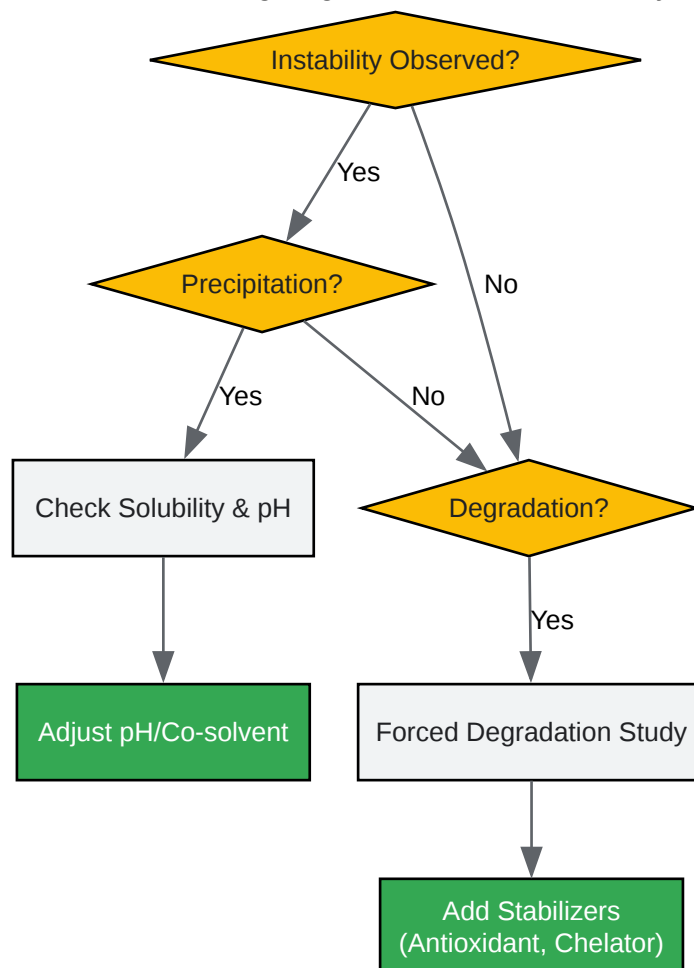 Instability Observed?
Yes
No
Precipitation?
Yes
No
Check Solubility & pH
Degradation?
Yes
Adjust pH/Co-solvent
Forced Degradation Study
Add Stabilizers
(Antioxidant, Chelator)